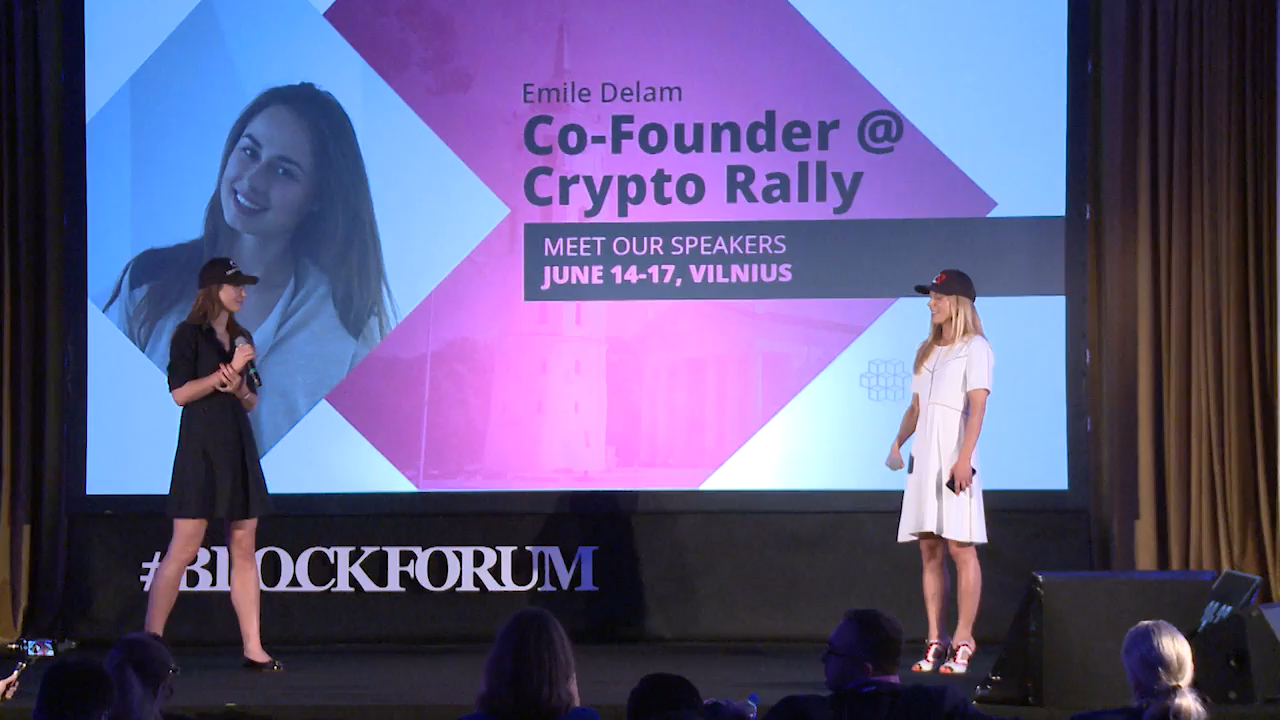 Emile Delam
Co-Founder @
Crypto Rally
MEET OUR SPEAKERS
JUNE 14-17, VILNIUS
#BLOCKFORUM